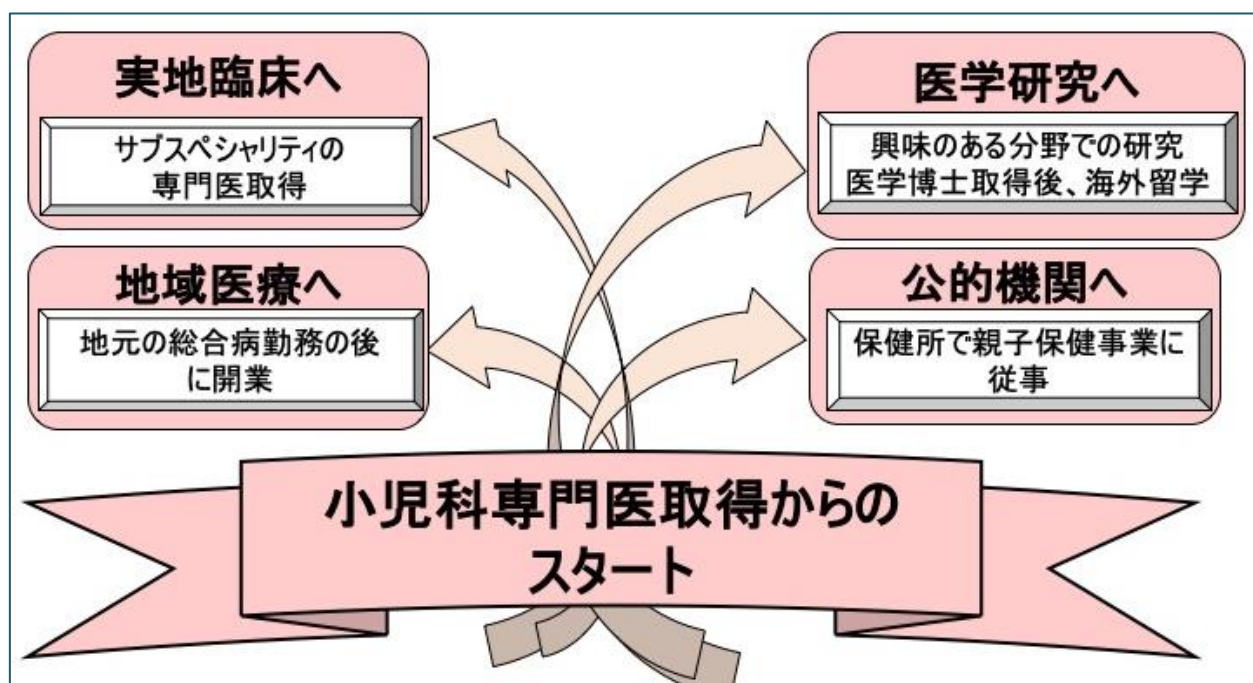 実地臨床へ
サブスペシャリティの
専門医取得
医学研究へ
興味のある分野での研究
医学博士取得後、海外留学
地域医療へ
地元の総合病勤務の後
に開業
公的機関へ
保健所で親子保健事業に
従事
小児科専門医取得からの
スタート